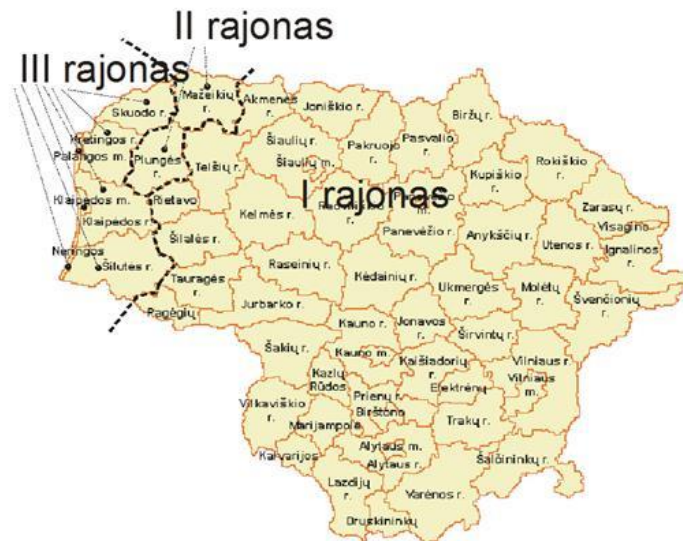 II rajonas
III rajonas
Mažeikių
r.
Skuodo r.
Akmenės
r.
Joniškio r.
Biržų r.
Kretingos r.
Palangos m.
Plungės
r.
Telšių r.
Šiaulių r.
Šiaulių m.
Pakruojo
r.
Pasvalio
r.
Rokiškio
r.
Kupiškio
r.
Klaipėdos m.
Klaipėdos r.
Rietavo
Kelmės r.
I rajonas
m.
Panevėžio r.
Anykščių r.
Zarasų r.
Visagino
Utenos r.
Ignalinos
r.
Neringos
Šilutės r.
Šilalės r.
Tauragės
r.
Raseinių r.
Kėdainių r.
Ukmergės
r.
Molėtų
r.
Švenčionių
r.
Pagėgių
Jurbarko r.
Kauno r.
Jonavos
r.
Širvintų r.
Šakių r.
Kauno m.
Kaišiadorių
r.
Vilniaus r.
Vilniaus
m.
Kazlų
Rūdos
Elektrėnų
Vilkaviškio
r.
Prienų r.
Birštono
Trakų r.
Marijampolė
Kalvarijos
Alytaus m.
Alytaus r.
Šalčininkų r.
Lazdijų
r.
Varėnos r.
Druskininkų